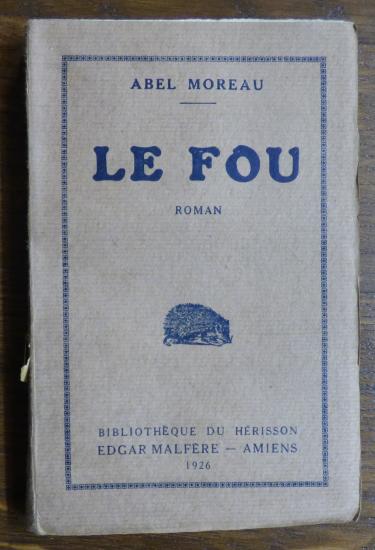 ABEL MOREAU
LE FOU
ROMAN
BIBLIOTHÈQUE DU HÉRISSON
EDGAR MALFÈRE — AMIENS
1926